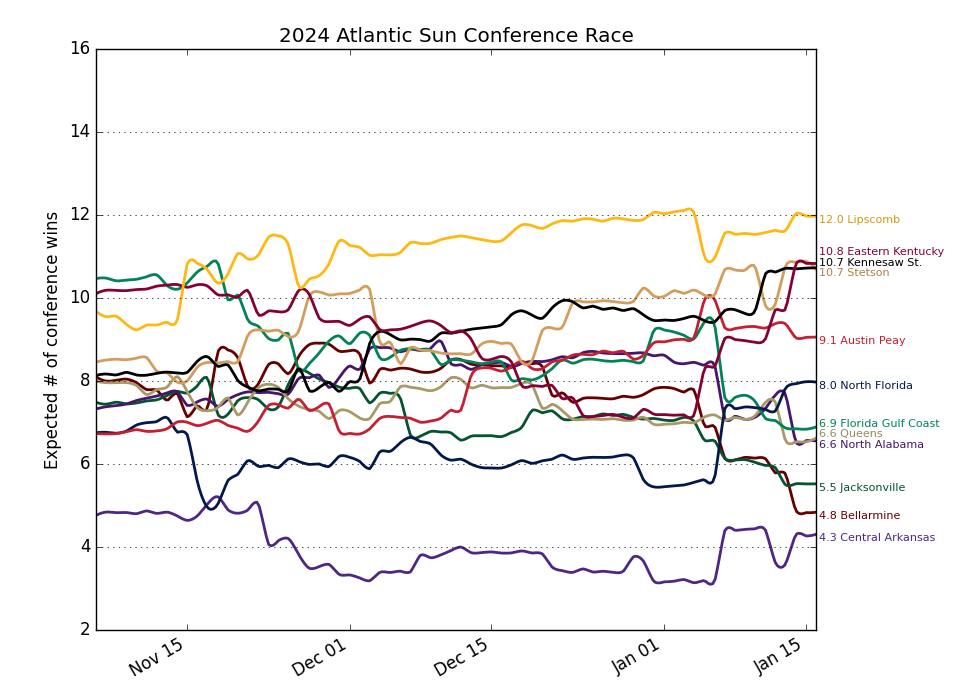 2024 Atlantic Sun Conference Race
Expected # of conference wins
16
14
12
10
8
6
4
2
Nov 15
Dec 01
Dec 15
Jan 01
Jan 15
12.0 Lipscomb
10.8 Eastern Kentucky
10.7 Kennesaw St.
10.7 Stetson
9.1 Austin Peay
8.0 North Florida
6.9 Florida Gulf Coast
6.6 Queens
6.6 North Alabama
5.5 Jacksonville
4.8 Bellarmine
4.3 Central Arkansas